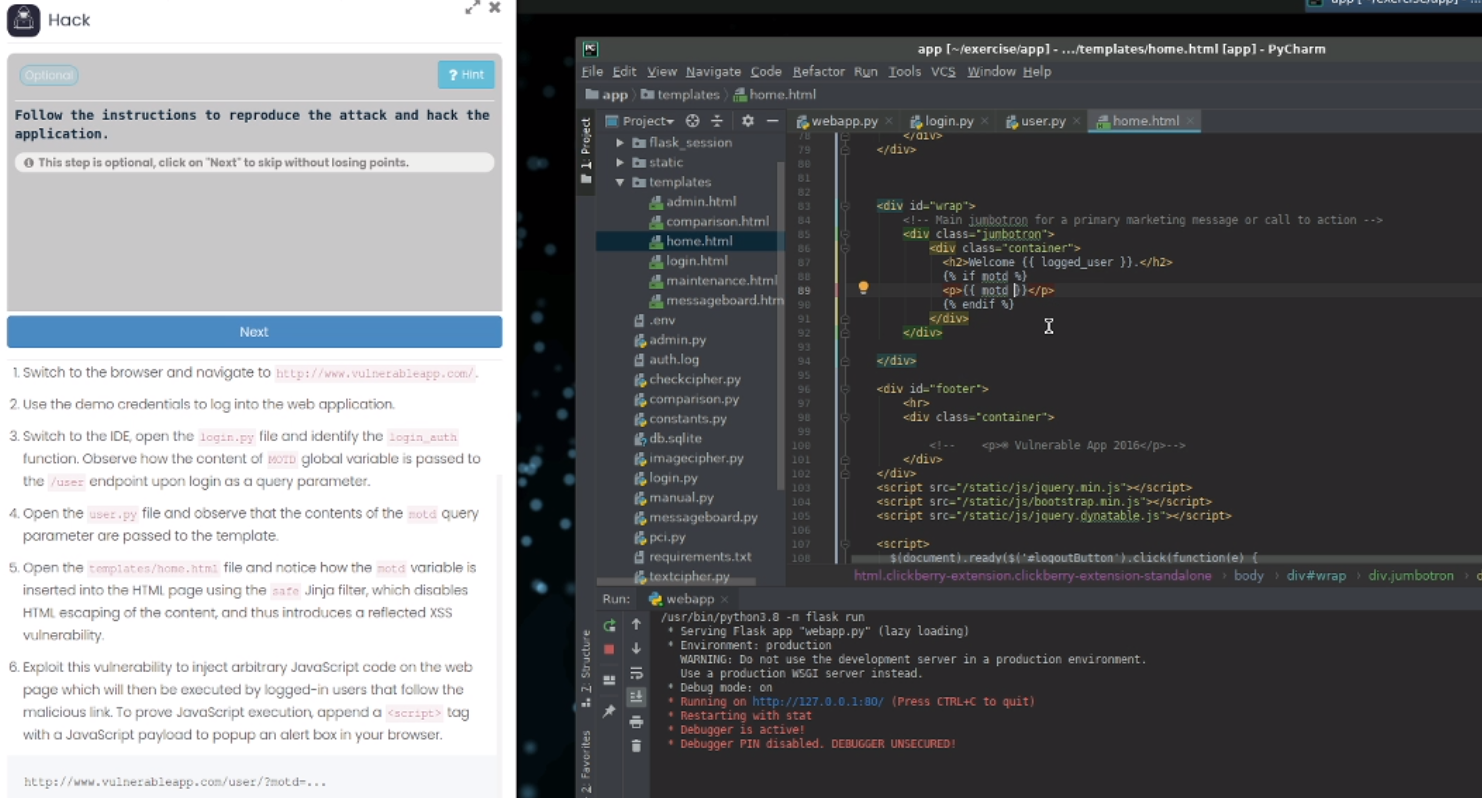 Hack
Optional
? Hint
Follow the instructions to reproduce the attack and hack the
application.
This step is optional, click on "Next" to skip without losing points.
Next
1. Switch to the browser and navigate to http://www.vulnerableapp.com/.
2. Use the demo credentials to log into the web application.
3. Switch to the IDE, open the login.py file and identify the login_auth
function. Observe how the content of MOTD global variable is passed to
the /user endpoint upon login as a query parameter.
4. Open the user.py file and observe that the contents of the motd query
parameter are passed to the template.
5. Open the templates/home.html file and notice how the motd variable is
inserted into the HTML page using the safe Jinja filter, which disables
HTML escaping of the content, and thus introduces a reflected XSS
vulnerability.
6. Exploit this vulnerability to inject arbitrary JavaScript code on the web
page which will then be executed by logged-in users that follow the
malicious link. To prove JavaScript execution, append a <script> tag
with a JavaScript payload to popup an alert box in your browser.
http://www.vulnerableapp.com/user/?motd=...
app [~/exercise/app] - .../templates/home.html [app] - PyCharm
File Edit View Navigate Code Refactor Run Tools VCS Window Help
app templates home.html
1: Project
Project
webapp.py login.py user.py home.html
flask_session
static
templates
admin.html
comparison.html
home.html
login.html
maintenance.html
messageboard.htm
.env
admin.py
auth.log
checkcipher.py
comparison.py
constants.py
db.sqlite
imagecipher.py
login.py
manual.py
messageboard.py
pci.py
requirements.txt
textcipher.py
78 </div>
79 </div>
80
81
82
83 <div id="wrap">
84 <!-- Main jumbotron for a primary marketing message or call to action -->
85 <div class="jumbotron">
86 <div class="container">
87 <h2>Welcome {{ logged_user }}.</h2>
88 {% if motd %}
89 <p>{{ motd }}</p>
90 {% endif %}
91 </div>
92 </div>
93
94 </div>
95
96 <div id="footer">
97 <hr>
98 <div class="container">
99
100 <!-- <p>® Vulnerable App 2016</p>-->
101 </div>
102 </div>
103 <script src="/static/js/jquery.min.js"></script>
104 <script src="/static/js/bootstrap.min.js"></script>
105 <script src="/static/js/jquery.dynatable.js"></script>
106
107 <script>
108 $(document).ready($('#logoutButton').click(function(e) {
html.clickberry-extension.clickberry-extension-standalone body div#wrap div.jumbotron
Run: webapp
Z: Structure
2: Favorites
/usr/bin/python3.8 -m flask run
* Serving Flask app "webapp.py" (lazy loading)
* Environment: production
WARNING: Do not use the development server in a production environment.
Use a production WSGI server instead.
* Debug mode: on
* Running on http://127.0.0.1:80/ (Press CTRL+C to quit)
* Restarting with stat
* Debugger is active!
* Debugger PIN disabled. DEBUGGER UNSECURED!